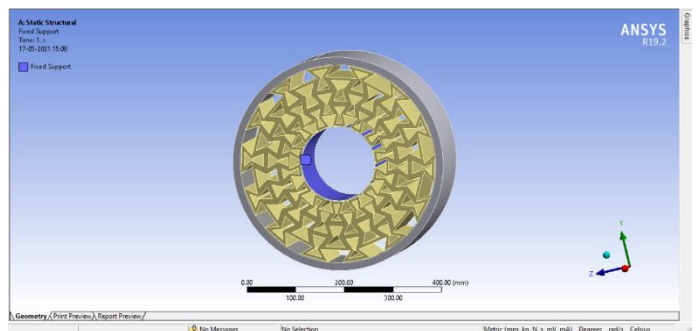 A: Static Structural
Fixed Support
Time: 1. s
17-05-2021 15:08
Fixed Support
ANSYS
R19.2
Graphics
Y
Z
0.00 200.00 400.00 (mm)
100.00 300.00
Geometry / Print Preview / Report Preview
No Messages No Selection Metric (mm, kg, N, s, mV, mA) Degrees rad/s Celsius